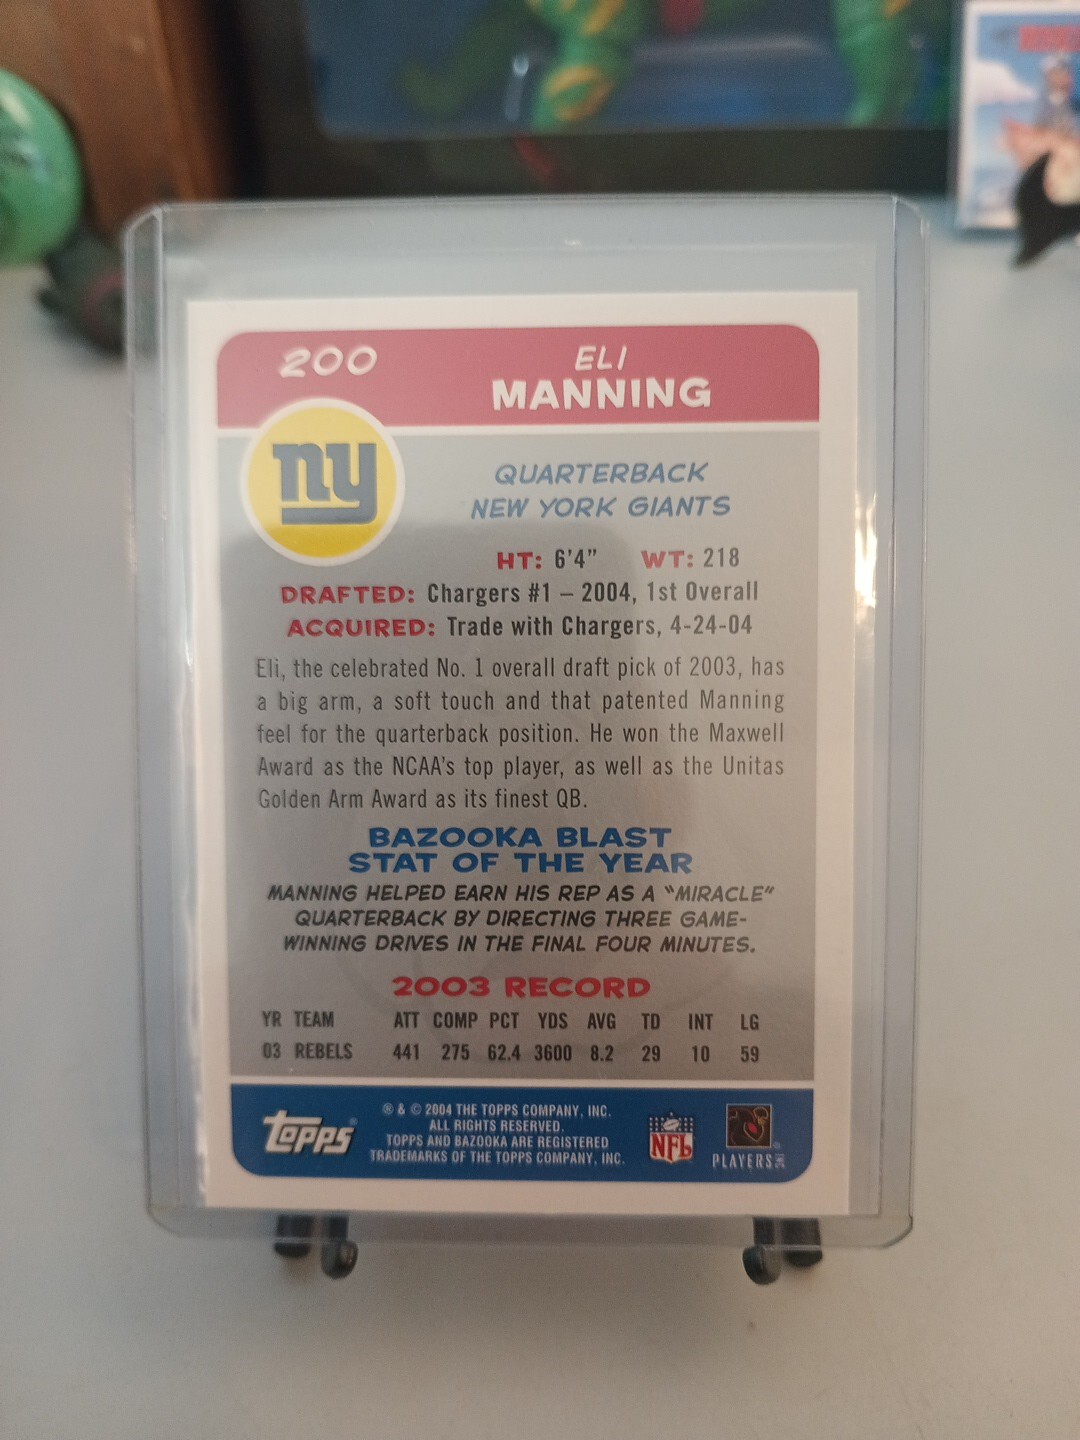 200
ELI
MANNING
ny
QUARTERBACK
NEW YORK GIANTS
HT: 6'4" WT: 218
DRAFTED: Chargers #1 – 2004, 1st Overall
ACQUIRED: Trade with Chargers, 4-24-04
Eli, the celebrated No. 1 overall draft pick of 2003, has
a big arm, a soft touch and that patented Manning
feel for the quarterback position. He won the Maxwell
Award as the NCAA's top player, as well as the Unitas
Golden Arm Award as its finest QB.
BAZOOKA BLAST
STAT OF THE YEAR
MANNING HELPED EARN HIS REP AS A "MIRACLE"
QUARTERBACK BY DIRECTING THREE GAME-
WINNING DRIVES IN THE FINAL FOUR MINUTES.
2003 RECORD
YR TEAM ATT COMP PCT YDS AVG TD INT LG
03 REBELS 441 275 62.4 3600 8.2 29 10 59
topps®
® & © 2004 THE TOPPS COMPANY, INC.
ALL RIGHTS RESERVED.
TOPPS AND BAZOOKA ARE REGISTERED
TRADEMARKS OF THE TOPPS COMPANY, INC.
NFL
PLAYERS INC